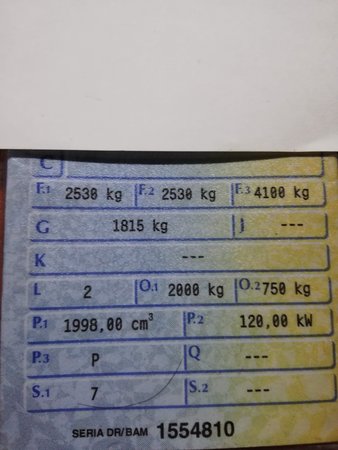 C
F.1 2530 kg F.2 2530 kg F.3 4100 kg
G 1815 kg J ---
K ---
L 2 O.1 2000 kg O.2 750 kg
P.1 1998,00 cm³ P.2 120,00 kW
P.3 P Q ---
S.1 7 S.2 ---
SERIA DR/BAM 1554810